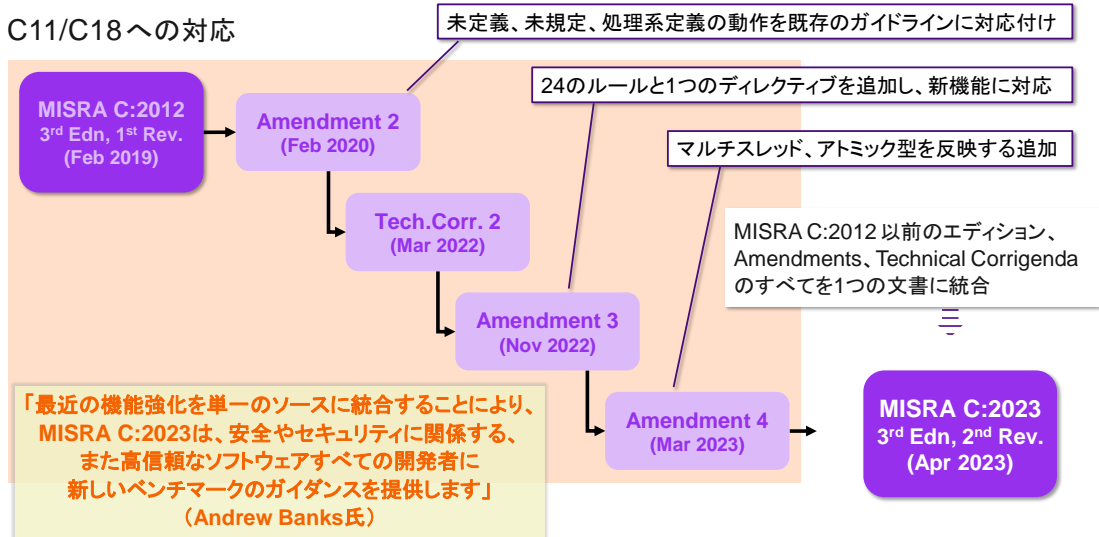 C11/C18への対応
未定義、未規定、処理系定義の動作を既存のガイドラインに対応付け
24のルールと1つのディレクティブを追加し、新機能に対応
マルチスレッド、アトミック型を反映する追加
MISRA C:2012
3rd Edn, 1st Rev.
(Feb 2019)
Amendment 2
(Feb 2020)
Tech.Corr. 2
(Mar 2022)
Amendment 3
(Nov 2022)
Amendment 4
(Mar 2023)
MISRA C:2012 以前のエディション、
Amendments、Technical Corrigenda
のすべてを1つの文書に統合
MISRA C:2023
3rd Edn, 2nd Rev.
(Apr 2023)
「最近の機能強化を単一のソースに統合することにより、
MISRA C:2023は、安全やセキュリティに関係する、
また高信頼なソフトウェアすべての開発者に
新しいベンチマークのガイダンスを提供します」
（Andrew Banks氏）